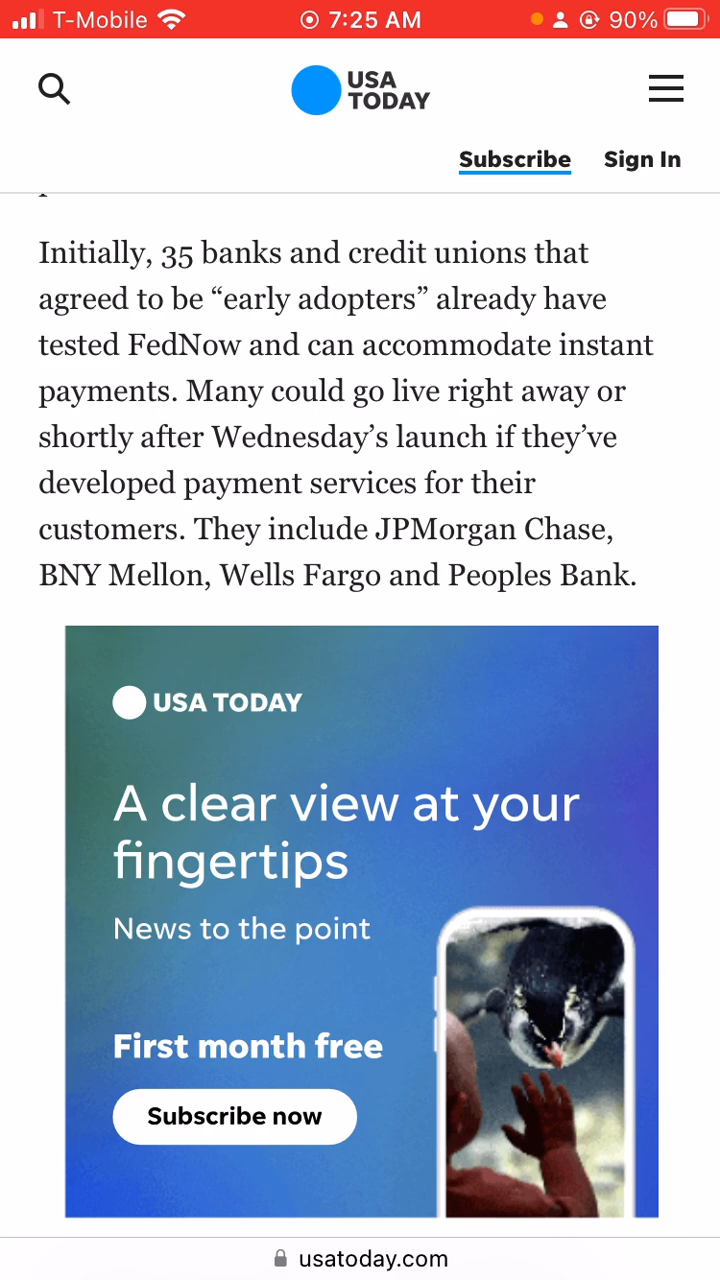 T-Mobile 7:25 AM 90%
USA
TODAY
Subscribe Sign In
Initially, 35 banks and credit unions that
agreed to be “early adopters” already have
tested FedNow and can accommodate instant
payments. Many could go live right away or
shortly after Wednesday’s launch if they’ve
developed payment services for their
customers. They include JPMorgan Chase,
BNY Mellon, Wells Fargo and Peoples Bank.
USA TODAY
A clear view at your
fingertips
News to the point
First month free
Subscribe now
usatoday.com